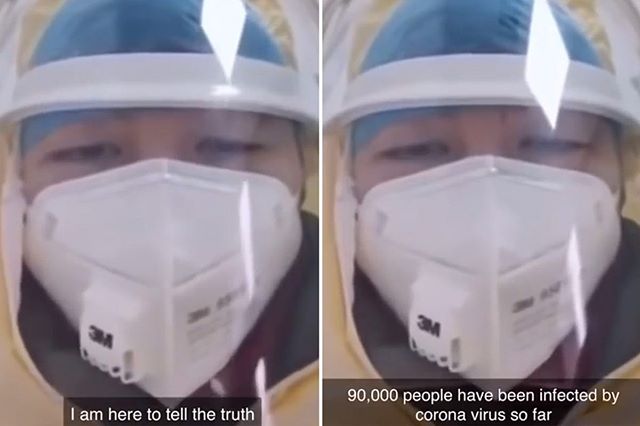 3M
I am here to tell the truth
3M
90,000 people have been infected by
corona virus so far